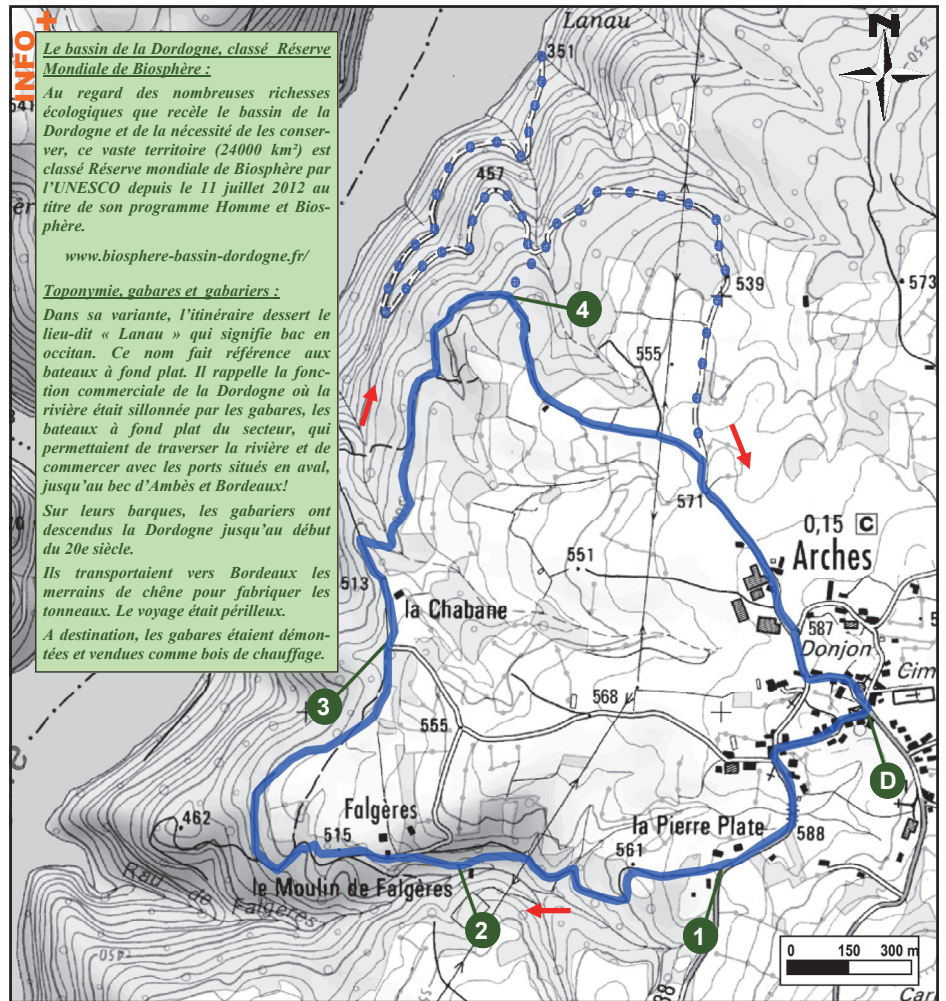 INFO +
Le bassin de la Dordogne, classé Réserve
Mondiale de Biosphère :
Au regard des nombreuses richesses
écologiques que recèle le bassin de la
Dordogne et de la nécessité de les conser-
ver, ce vaste territoire (24000 km²) est
classé Réserve mondiale de Biosphère par
l’UNESCO depuis le 11 juillet 2012 au
titre de son programme Homme et Bios-
phère.
www.biosphere-bassin-dordogne.fr/
Toponymie, gabares et gabariers :
Dans sa variante, l’itinéraire dessert le
lieu-dit « Lanau » qui signifie bac en
occitan. Ce nom fait référence aux
bateaux à fond plat. Il rappelle la fonc-
tion commerciale de la Dordogne où la
rivière était sillonnée par les gabares, les
bateaux à fond plat du secteur, qui
permettaient de traverser la rivière et de
commercer avec les ports situés en aval,
jusqu’au bec d’Ambès et Bordeaux!
Sur leurs barques, les gabariers ont
descendus la Dordogne jusqu’au début
du 20e siècle.
Ils transportaient vers Bordeaux les
merrains de chêne pour fabriquer les
tonneaux. Le voyage était périlleux.
A destination, les gabares étaient démon-
tées et vendues comme bois de chauffage.
Lanau
351
N
550
541
457
573
539
4
555
571
0,15 C
Arches
551
513
la Chabane
587
Donjon
Cim
568
3
555
D
Falgères
462
515
la Pierre Plate
588
561
le Moulin de Falgères
Rau de Falgères
2
1
0 150 300 m
550
88
Car